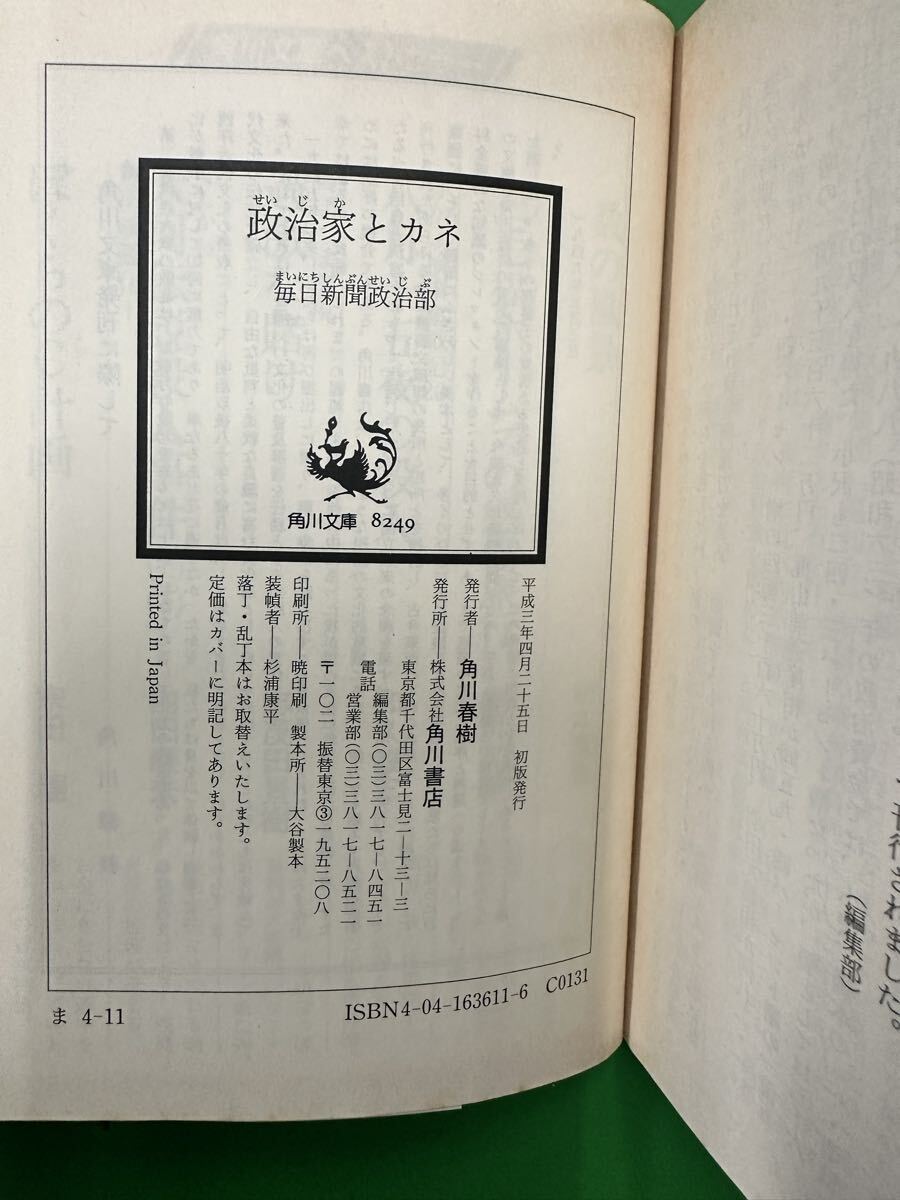 せいじか
政治家とカネ
まいにちしんぶんせいじぶ
毎日新聞政治部
角川文庫 8249
平成三年四月二十五日 初版発行
発行者――角川春樹
発行所――株式会社角川書店
東京都千代田区富士見二―十三―三
電話 編集部(〇三)三八一七―八四五一
営業部(〇三)三八一七―八五二一
〒一〇二 振替東京③一九五二〇八
印刷所――暁印刷 製本所――大谷製本
装幀者――杉浦康平
落丁・乱丁本はお取替えいたします。
定価はカバーに明記してあります。
Printed in Japan
ま 4-11
ISBN4-04-163611-6 C0131
刊行されました。
(編集部)